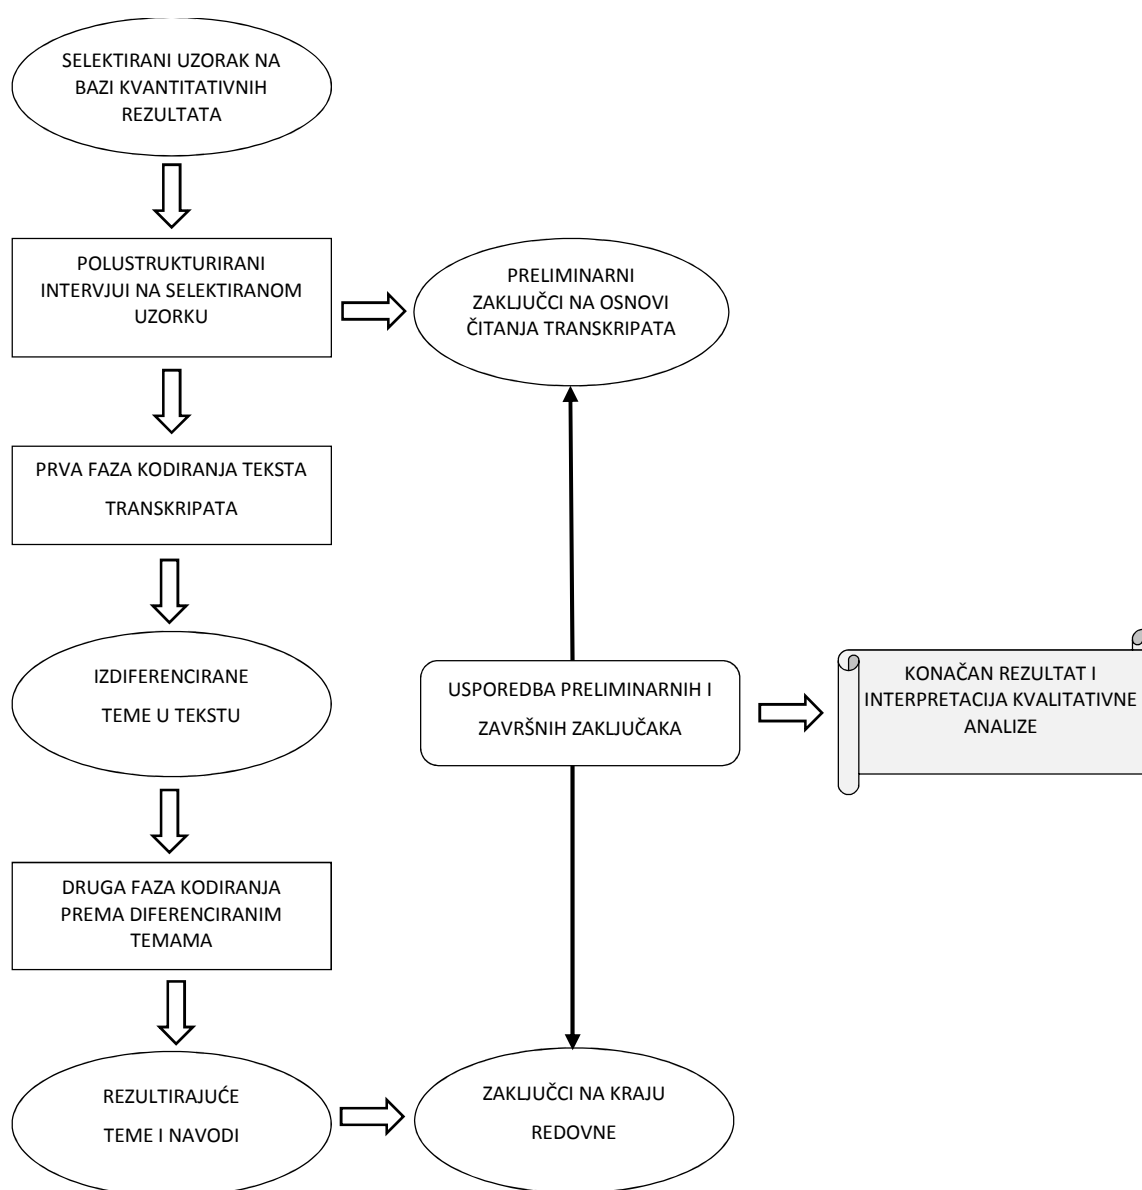 SELEKTIRANI UZORAK NA
BAZI KVANTITATIVNIH
REZULTATA
POLUSTRUKTURIRANI
INTERVJUI NA SELEKTIRANOM
UZORKU
PRELIMINARNI
ZAKLJUČCI NA OSNOVI
ČITANJA TRANSKRIPATA
PRVA FAZA KODIRANJA TEKSTA
TRANSKRIPATA
IZDIFERENCIRANE
TEME U TEKSTU
USPOREDBA PRELIMINARNIH I
ZAVRŠNIH ZAKLJUČAKA
KONAČAN REZULTAT I
INTERPRETACIJA KVALITATIVNE
ANALIZE
DRUGA FAZA KODIRANJA
PREMA DIFERENCIRANIM
TEMAMA
REZULTIRAJUĆE
TEME I NAVODI
ZAKLJUČCI NA KRAJU
REDOVNE